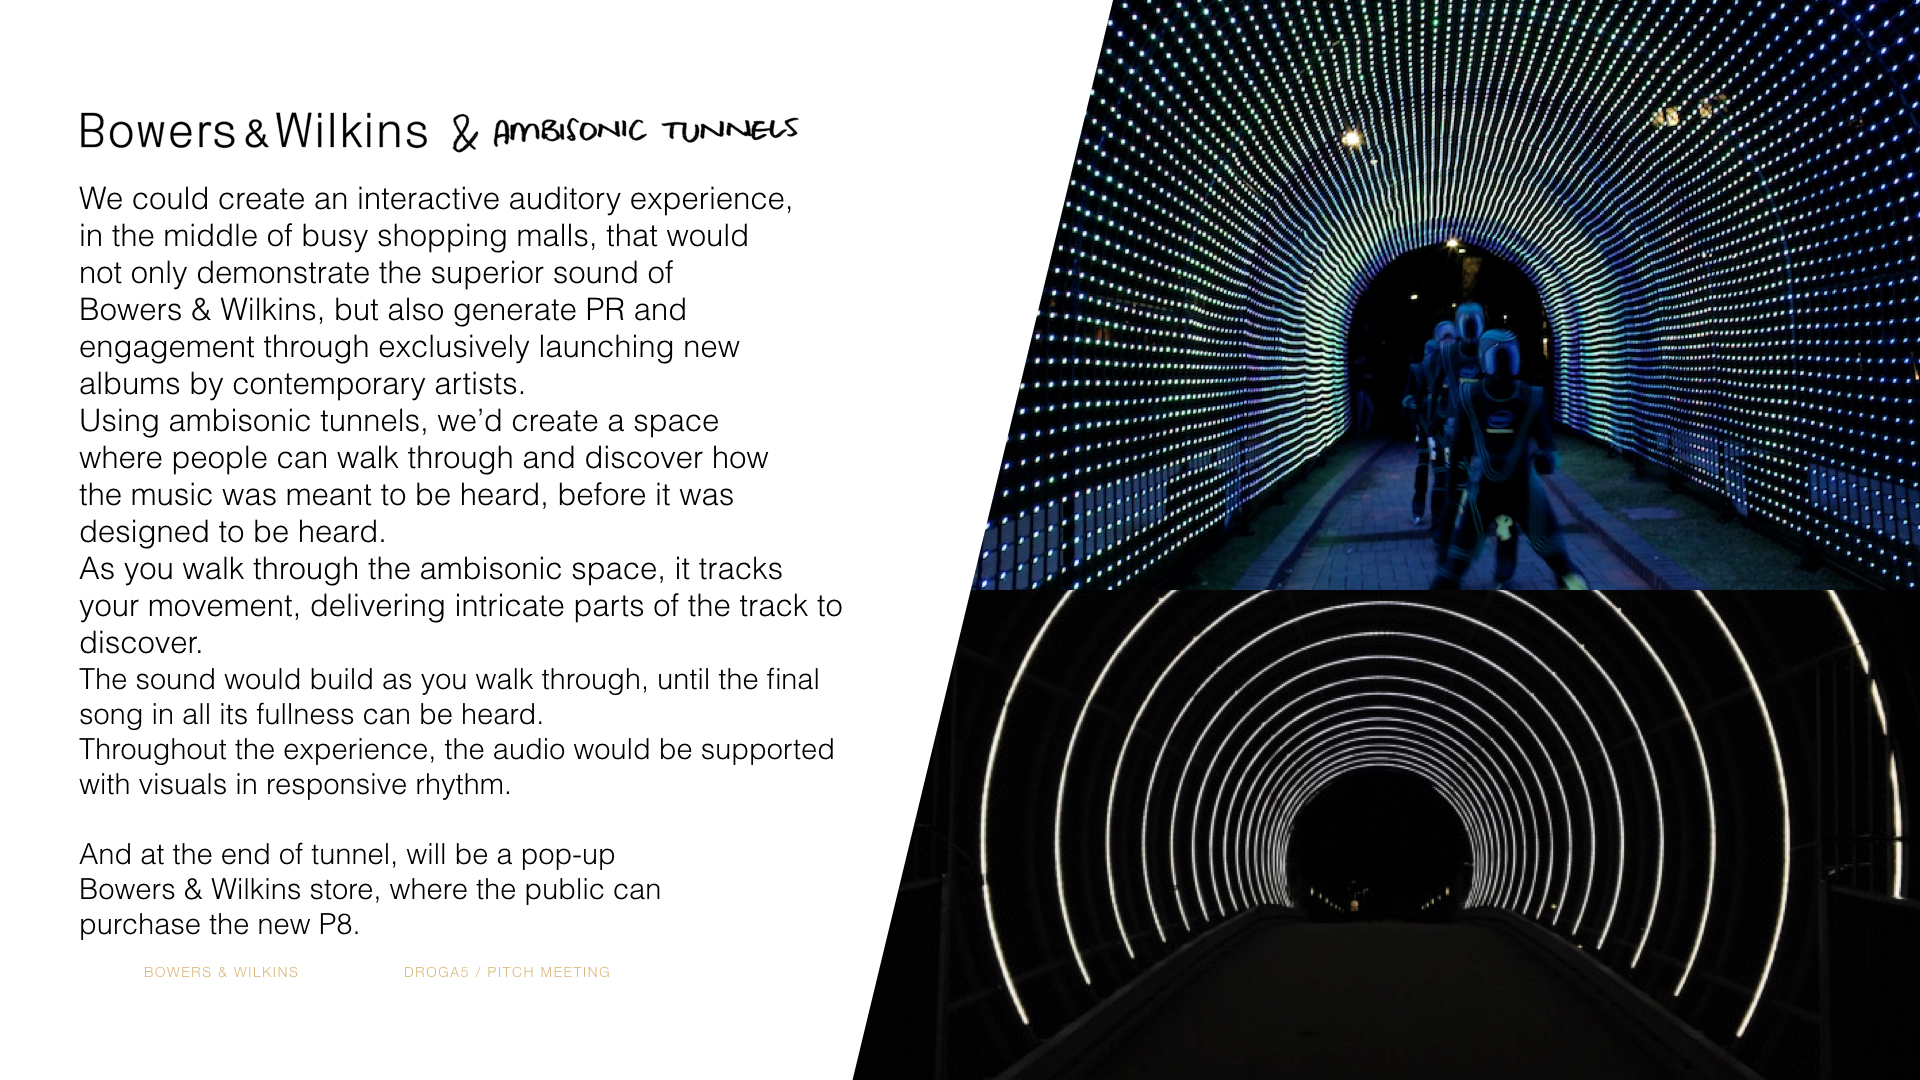 Bowers & Wilkins & AMBISONIC TUNNELS
We could create an interactive auditory experience,
in the middle of busy shopping malls, that would
not only demonstrate the superior sound of
Bowers & Wilkins, but also generate PR and
engagement through exclusively launching new
albums by contemporary artists.
Using ambisonic tunnels, we’d create a space
where people can walk through and discover how
the music was meant to be heard, before it was
designed to be heard.
As you walk through the ambisonic space, it tracks
your movement, delivering intricate parts of the track to
discover.
The sound would build as you walk through, until the final
song in all its fullness can be heard.
Throughout the experience, the audio would be supported
with visuals in responsive rhythm.
And at the end of tunnel, will be a pop-up
Bowers & Wilkins store, where the public can
purchase the new P8.
BOWERS & WILKINS DROGA5 / PITCH MEETING